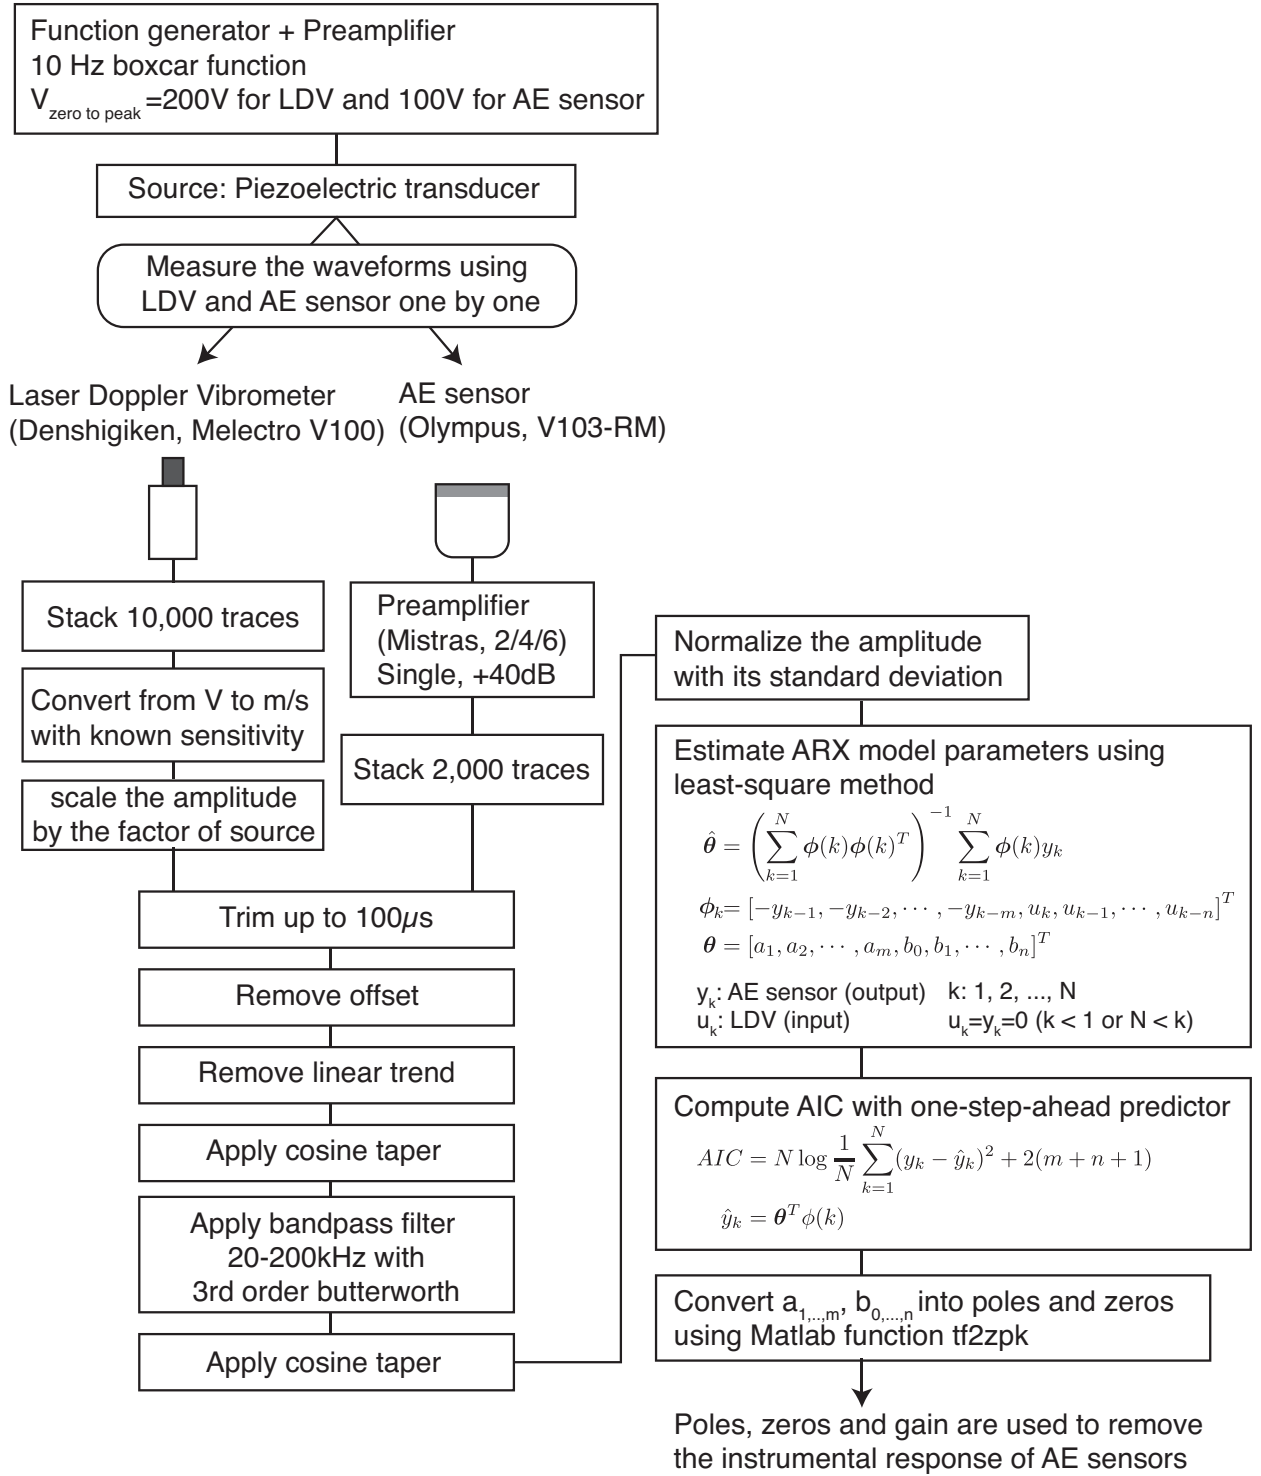 Function generator + Preamplifier
10 Hz boxcar function
V_zero to peak =200V for LDV and 100V for AE sensor
Source: Piezoelectric transducer
Measure the waveforms using
LDV and AE sensor one by one
Laser Doppler Vibrometer
(Denshigiken, Melectro V100)
AE sensor
(Olympus, V103-RM)
Stack 10,000 traces
Convert from V to m/s
with known sensitivity
scale the amplitude
by the factor of source
Preamplifier
(Mistras, 2/4/6)
Single, +40dB
Stack 2,000 traces
Trim up to 100μs
Remove offset
Remove linear trend
Apply cosine taper
Apply bandpass filter
20-200kHz with
3rd order butterworth
Apply cosine taper
Normalize the amplitude
with its standard deviation
Estimate ARX model parameters using
least-square method
θ̂ = (∑_{k=1}^{N} ϕ(k)ϕ(k)^T)^{-1} ∑_{k=1}^{N} ϕ(k)y_k
ϕ_k= [−y_{k−1}, −y_{k−2}, ⋯ , −y_{k−m}, u_k, u_{k−1}, ⋯ , u_{k−n}]^T
θ = [a_1, a_2, ⋯ , a_m, b_0, b_1, ⋯ , b_n]^T
y_k: AE sensor (output) k: 1, 2, ..., N
u_k: LDV (input) u_k=y_k=0 (k < 1 or N < k)
Compute AIC with one-step-ahead predictor
AIC = N log 1/N ∑_{k=1}^{N} (y_k − ŷ_k)^2 + 2(m + n + 1)
ŷ_k = θ^T ϕ(k)
Convert a_{1,..,m}, b_{0,...,n} into poles and zeros
using Matlab function tf2zpk
Poles, zeros and gain are used to remove
the instrumental response of AE sensors